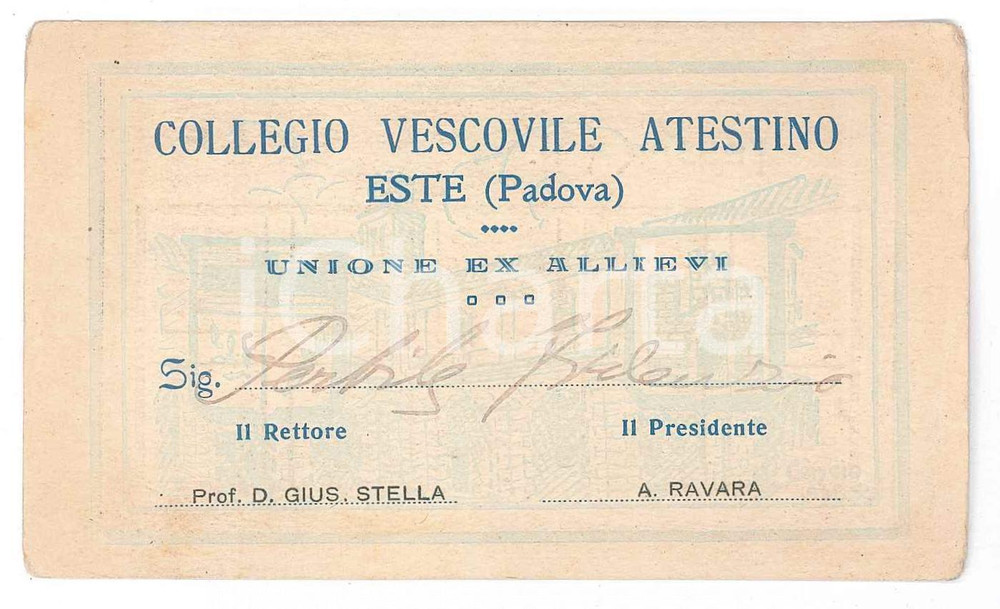 COLLEGIO VESCOVILE ATESTINO
ESTE (Padova)
UNIONE EX ALLIEVI
Sig.
Il Rettore Il Presidente
Prof. D. GIUS. STELLA A. RAVARA